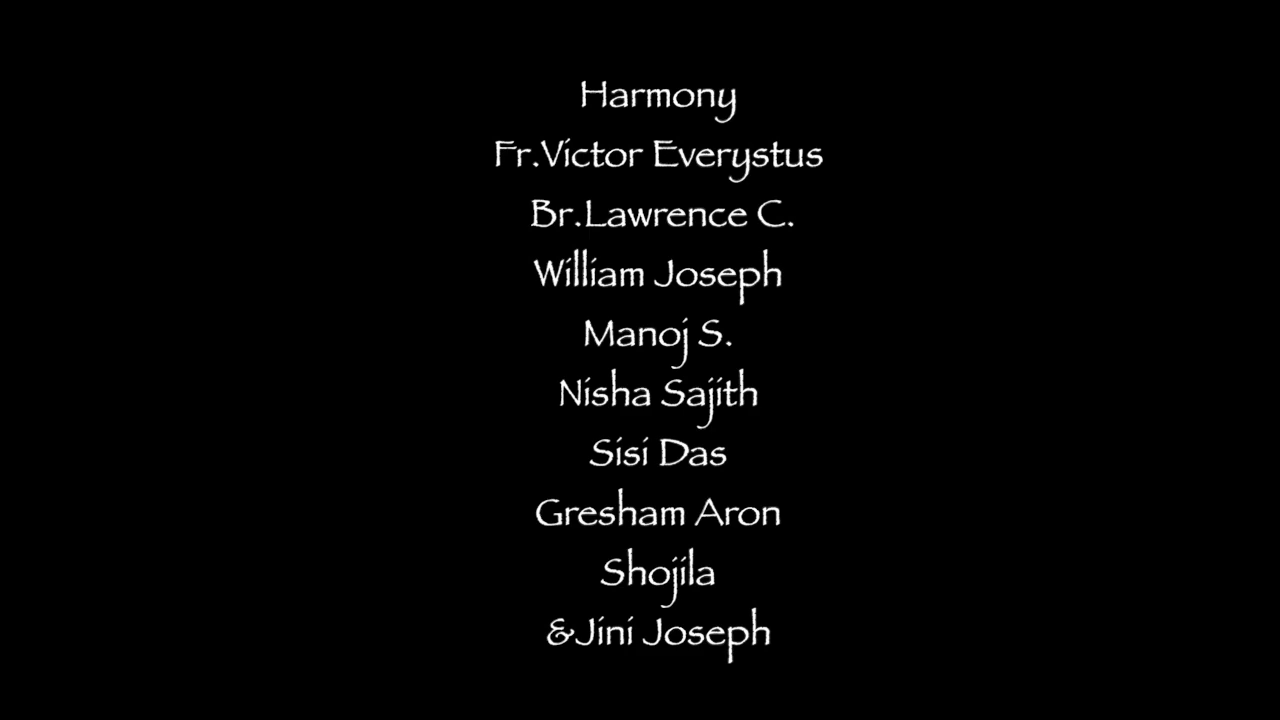 Harmony
Fr.Victor Everystus
Br.Lawrence C.
William Joseph
Manoj S.
Nisha Sajith
Sisi Das
Gresham Aron
Shojila
&Jini Joseph